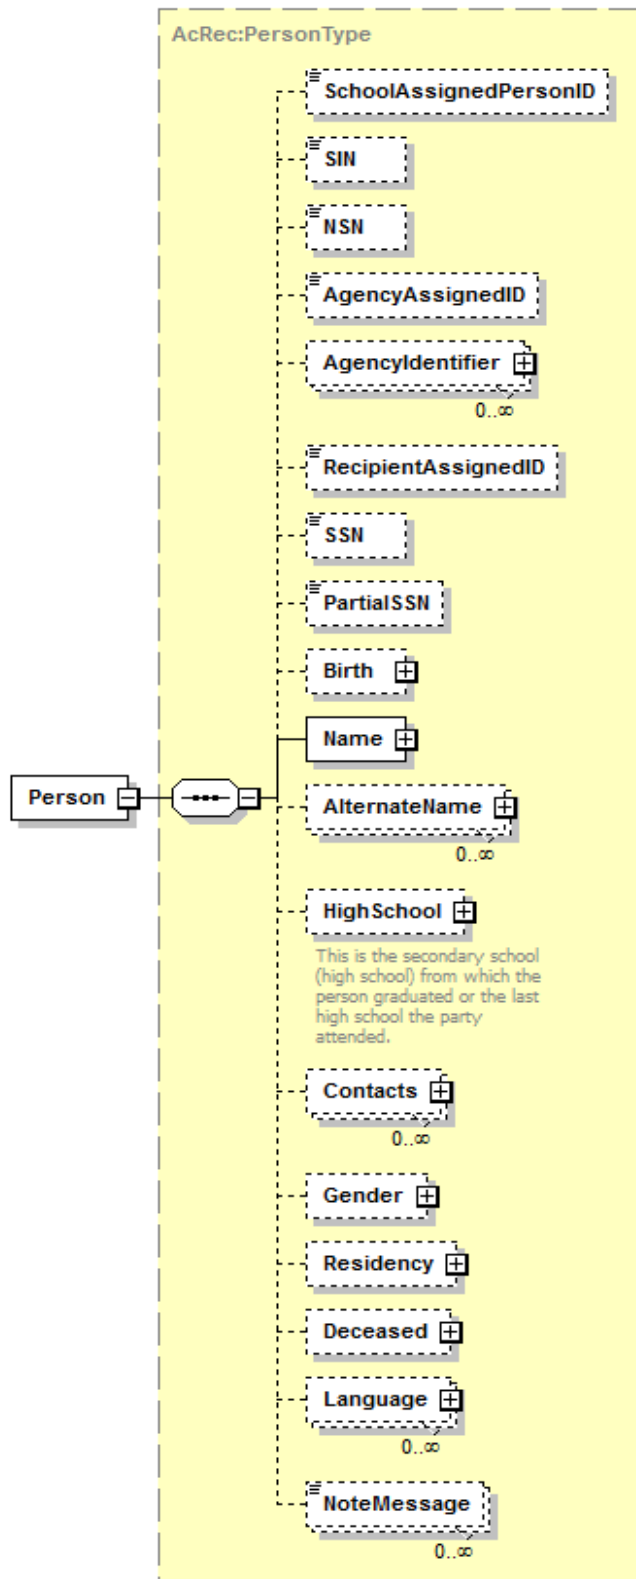 AcRec:PersonType
SchoolAssignedPersonID
SIN
NSN
AgencyAssignedID
AgencyIdentifier
0..∞
RecipientAssignedID
SSN
PartialSSN
Birth
Name
Person
AlternateName
0..∞
HighSchool
This is the secondary school
(high school) from which the
person graduated or the last
high school the party
attended.
Contacts
0..∞
Gender
Residency
Deceased
Language
0..∞
NoteMessage
0..∞